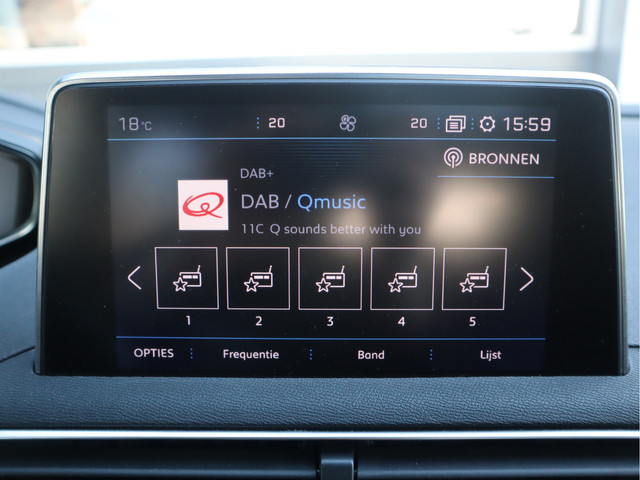 18°C 20 20 15:59
BRONNEN
DAB+
Q
DAB / Qmusic
11C Q sounds better with you
1 2 3 4 5
OPTIES Frequentie Band Lijst